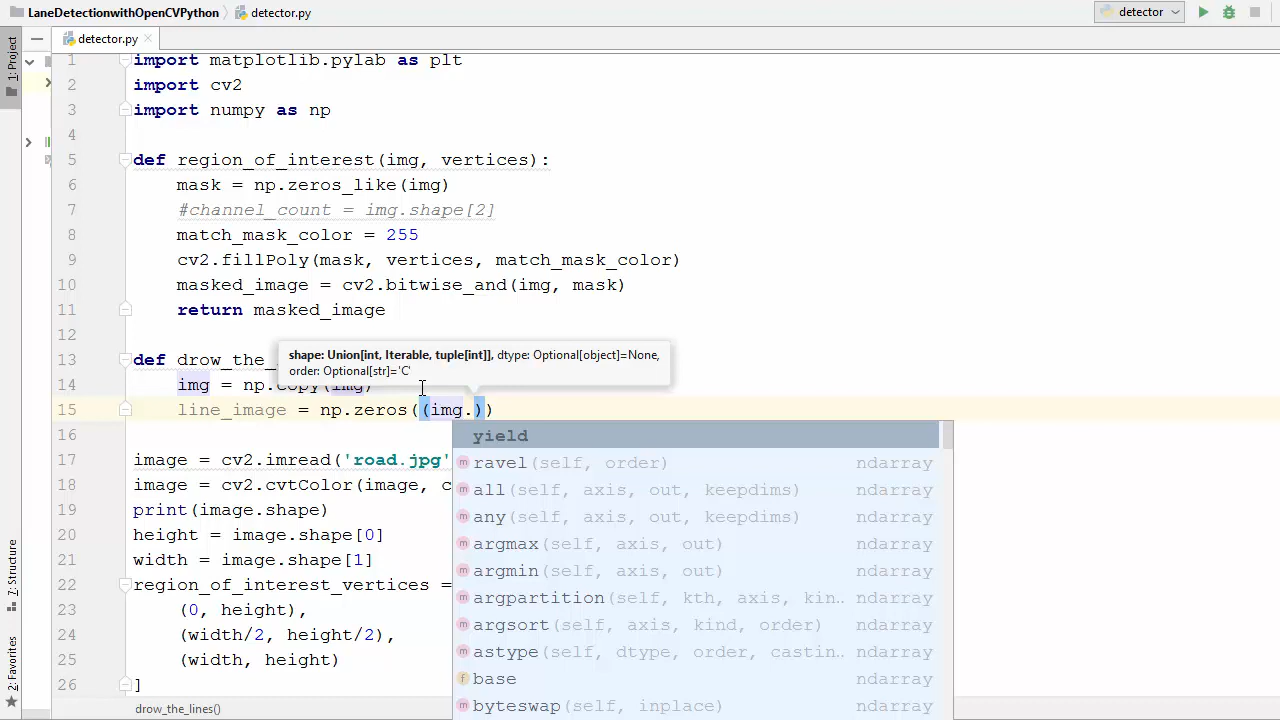 LaneDetectionwithOpenCVPython detector.py detector
1: Project detector.py
1 import matplotlib.pylab as plt
2 import cv2
3 import numpy as np
4
5 def region_of_interest(img, vertices):
6 mask = np.zeros_like(img)
7 #channel_count = img.shape[2]
8 match_mask_color = 255
9 cv2.fillPoly(mask, vertices, match_mask_color)
10 masked_image = cv2.bitwise_and(img, mask)
11 return masked_image
12
shape: Union[int, Iterable, tuple[int]], dtype: Optional[object]=None,
order: Optional[str]='C'
13 def drow_the_
14 img = np.copy(img)
15 line_image = np.zeros((img.))
16
yield
ravel(self, order) ndarray
all(self, axis, out, keepdims) ndarray
any(self, axis, out, keepdims) ndarray
argmax(self, axis, out) ndarray
argmin(self, axis, out) ndarray
argpartition(self, kth, axis, kin.. ndarray
argsort(self, axis, kind, order) ndarray
astype(self, dtype, order, castin.. ndarray
base ndarray
byteswap(self, inplace) ndarray
17 image = cv2.imread('road.jpg'
18 image = cv2.cvtColor(image, c
19 print(image.shape)
20 height = image.shape[0]
21 width = image.shape[1]
22 region_of_interest_vertices =
23 (0, height),
24 (width/2, height/2),
25 (width, height)
26 ]
Z: Structure
2: Favorites
drow_the_lines()